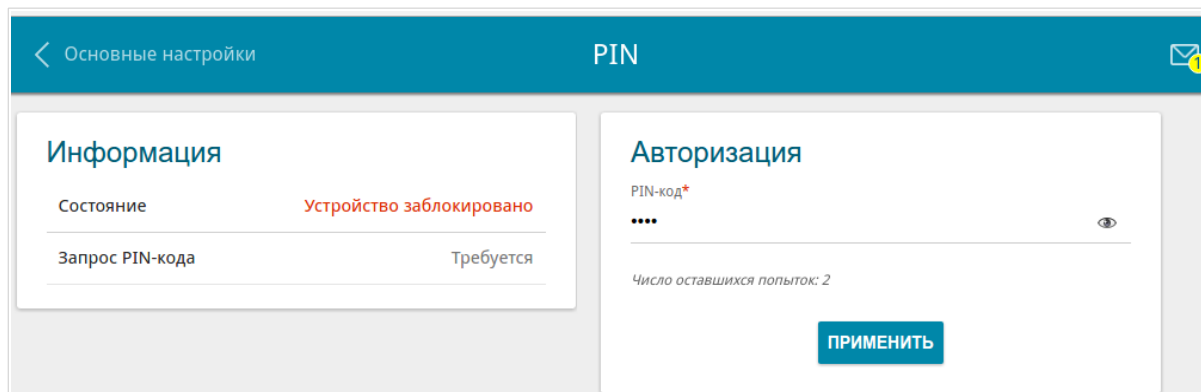 Основные настройки
PIN
1
Информация
Состояние Устройство заблокировано
Запрос PIN-кода Требуется
Авторизация
PIN-код*
••••
Число оставшихся попыток: 2
ПРИМЕНИТЬ